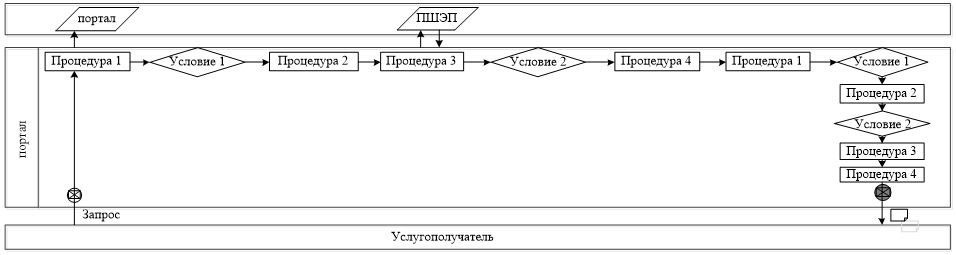 портал
ПШЭП
портал
Процедура 1
Условие 1
Процедура 2
Процедура 3
Условие 2
Процедура 4
Процедура 1
Условие 1
Процедура 2
Условие 2
Процедура 3
Процедура 4
Запрос
Услугополучатель